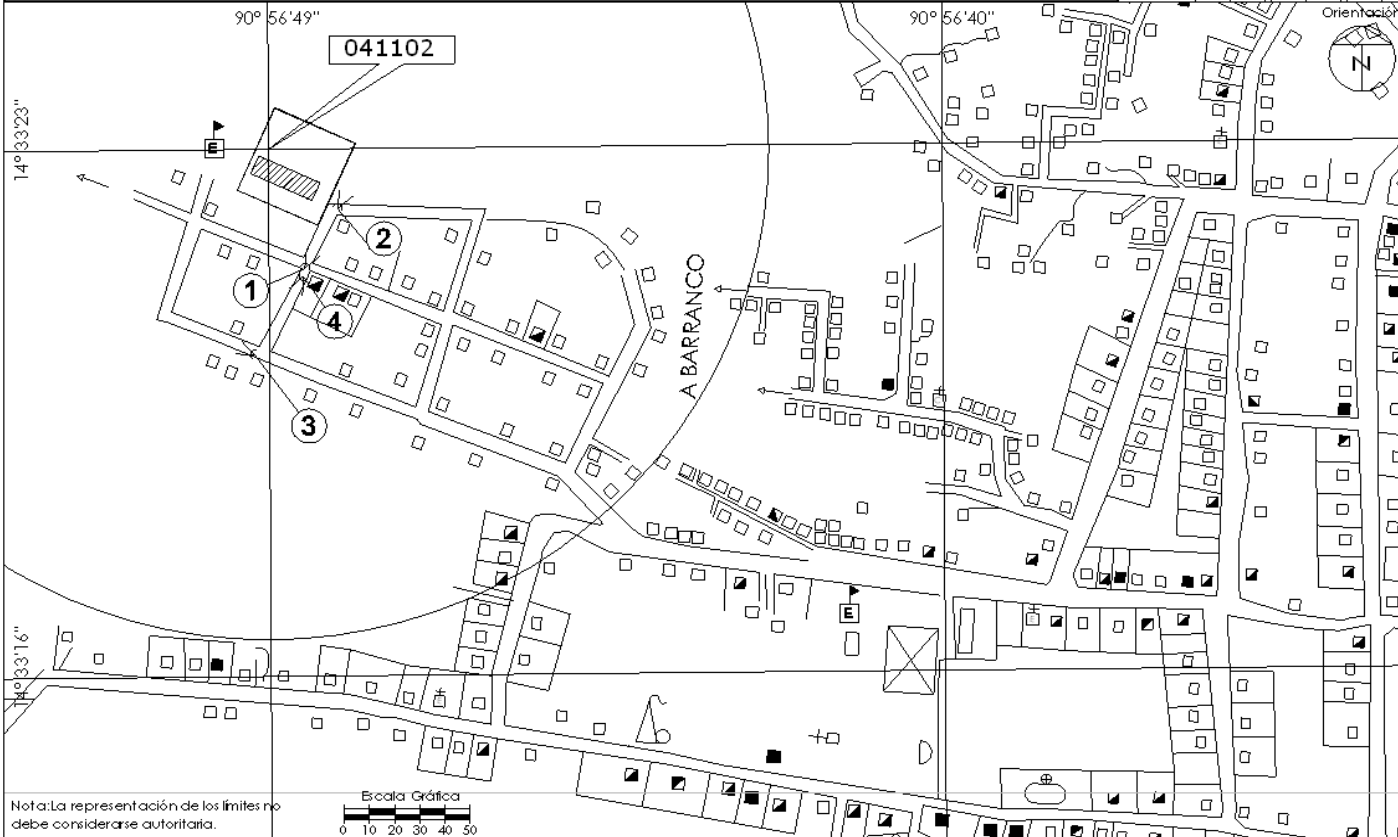 90° 56'49"
90° 56'40"
Orientación
N
041102
14° 33'23"
E
2
1
4
A BARRANCO
3
E
14° 33'16"
Escala Gráfica
0 10 20 30 40 50
Nota:La representación de los límites no
debe considerarse autoritaria.